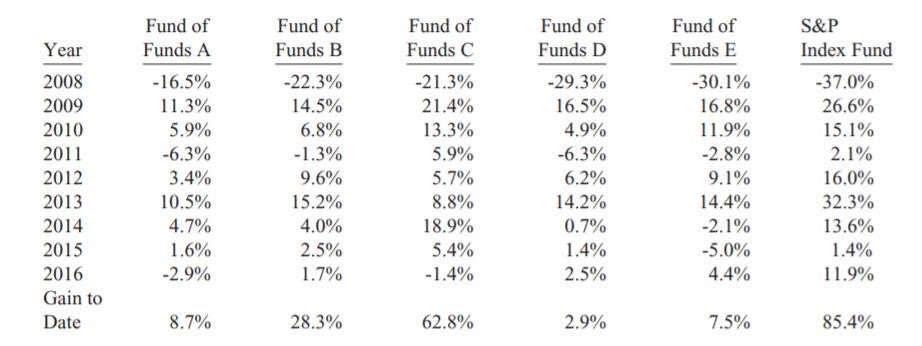 Fund of Fund of Fund of Fund of Fund of S&P
Year Funds A Funds B Funds C Funds D Funds E Index Fund
2008 -16.5% -22.3% -21.3% -29.3% -30.1% -37.0%
2009 11.3% 14.5% 21.4% 16.5% 16.8% 26.6%
2010 5.9% 6.8% 13.3% 4.9% 11.9% 15.1%
2011 -6.3% -1.3% 5.9% -6.3% -2.8% 2.1%
2012 3.4% 9.6% 5.7% 6.2% 9.1% 16.0%
2013 10.5% 15.2% 8.8% 14.2% 14.4% 32.3%
2014 4.7% 4.0% 18.9% 0.7% -2.1% 13.6%
2015 1.6% 2.5% 5.4% 1.4% -5.0% 1.4%
2016 -2.9% 1.7% -1.4% 2.5% 4.4% 11.9%
Gain to
Date 8.7% 28.3% 62.8% 2.9% 7.5% 85.4%